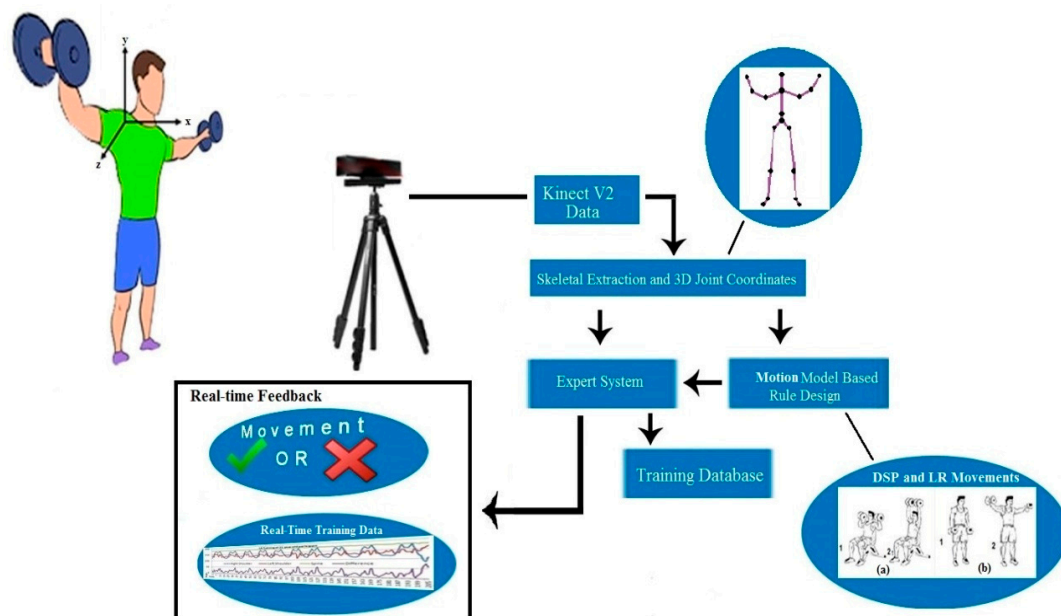 y
x
z
Kinect V2
Data
Skeletal Extraction and 3D Joint Coordinates
Expert System
Motion Model Based
Rule Design
Training Database
Real-time Feedback
Movement
OR
Real-Time Training Data
DSP and LR Movements
1
2
1
2
(a)
(b)